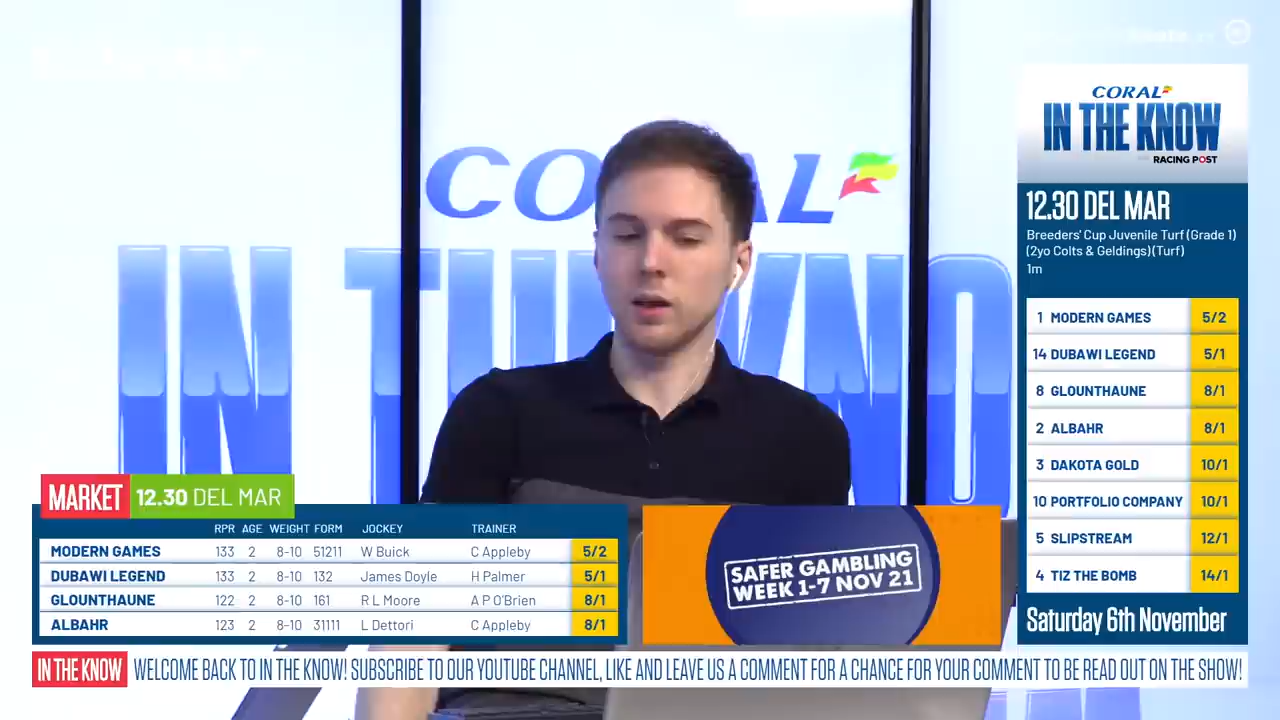 CORAL
IN THE KNOW
RACING POST
12.30 DEL MAR
Breeders' Cup Juvenile Turf (Grade 1)
(2yo Colts & Geldings)(Turf)
1m
1 MODERN GAMES 5/2
14 DUBAWI LEGEND 5/1
8 GLOUNTHAUNE 8/1
2 ALBAHR 8/1
3 DAKOTA GOLD 10/1
10 PORTFOLIO COMPANY 10/1
5 SLIPSTREAM 12/1
4 TIZ THE BOMB 14/1
Saturday 6th November
MARKET 12.30 DEL MAR
RPR AGE WEIGHT FORM JOCKEY TRAINER
MODERN GAMES 133 2 8-10 51211 W Buick C Appleby 5/2
DUBAWI LEGEND 133 2 8-10 132 James Doyle H Palmer 5/1
GLOUNTHAUNE 122 2 8-10 161 R L Moore A P O'Brien 8/1
ALBAHR 123 2 8-10 31111 L Dettori C Appleby 8/1
SAFER GAMBLING
WEEK 1-7 NOV 21
IN THE KNOW WELCOME BACK TO IN THE KNOW! SUBSCRIBE TO OUR YOUTUBE CHANNEL, LIKE AND LEAVE US A COMMENT FOR A CHANCE FOR YOUR COMMENT TO BE READ OUT ON THE SHOW!